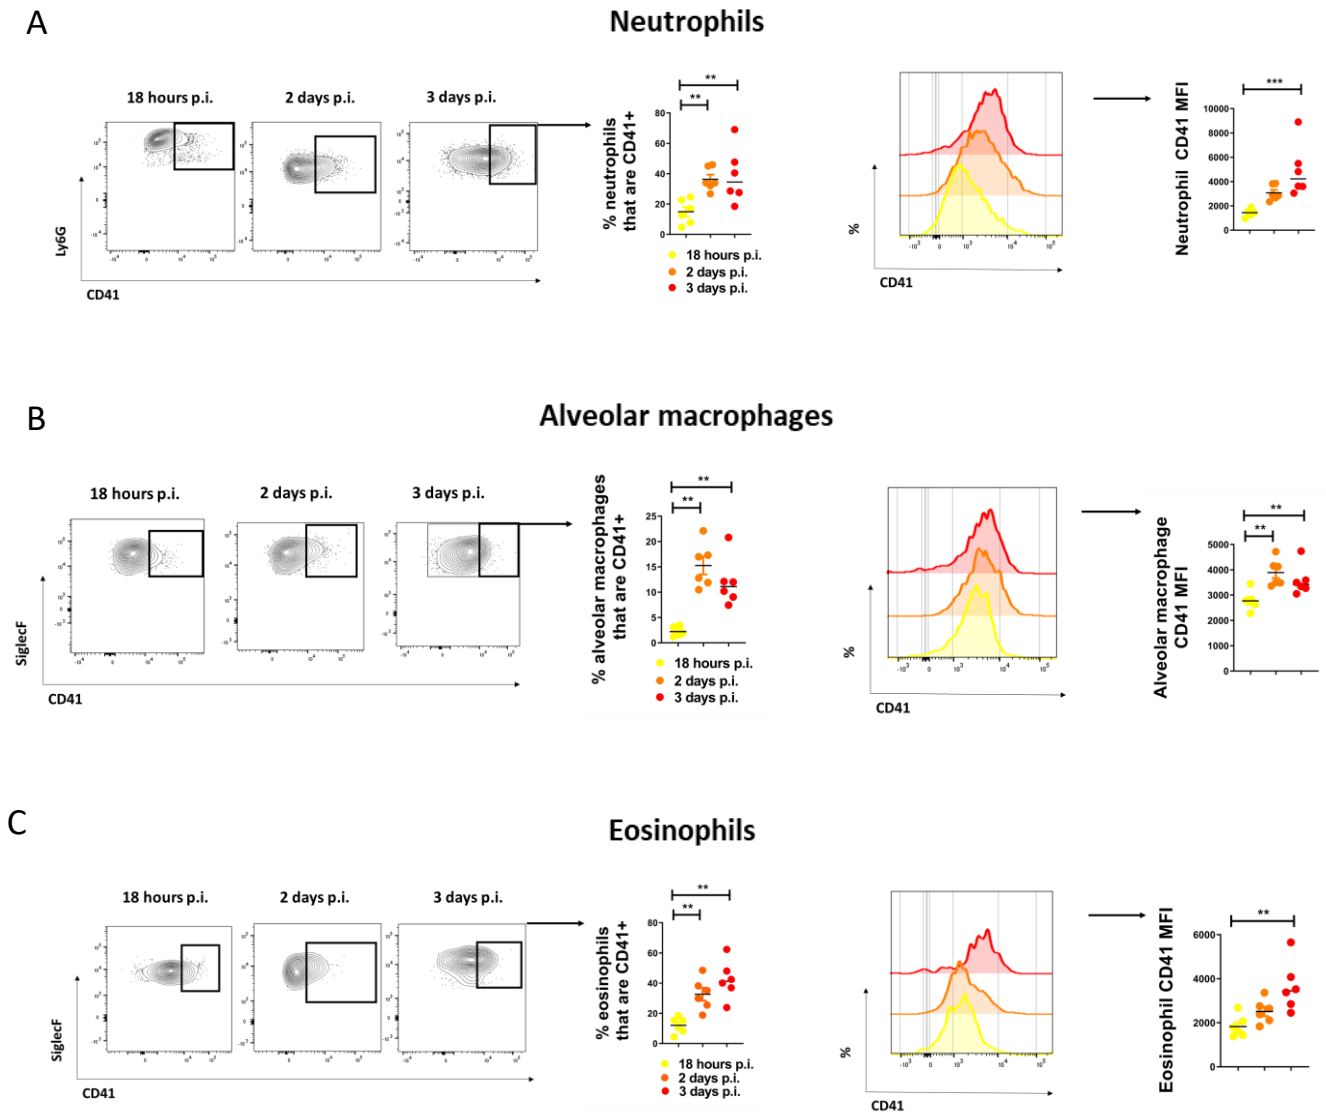 A
Neutrophils
18 hours p.i.
2 days p.i.
3 days p.i.
Ly6G
CD41
% neutrophils
that are CD41+
**
**
80
60
40
20
0
18 hours p.i.
2 days p.i.
3 days p.i.
%
CD41
Neutrophil CD41 MFI
***
10000
8000
6000
4000
2000
0
B
Alveolar macrophages
18 hours p.i.
2 days p.i.
3 days p.i.
SiglecF
CD41
% alveolar macrophages
that are CD41+
**
**
25
20
15
10
5
0
18 hours p.i.
2 days p.i.
3 days p.i.
%
CD41
Alveolar macrophage
CD41 MFI
**
**
5000
4000
3000
2000
1000
0
C
Eosinophils
18 hours p.i.
2 days p.i.
3 days p.i.
SiglecF
CD41
% eosinophils
that are CD41+
**
**
80
60
40
20
0
18 hours p.i.
2 days p.i.
3 days p.i.
%
CD41
Eosinophil CD41 MFI
**
6000
4000
2000
0